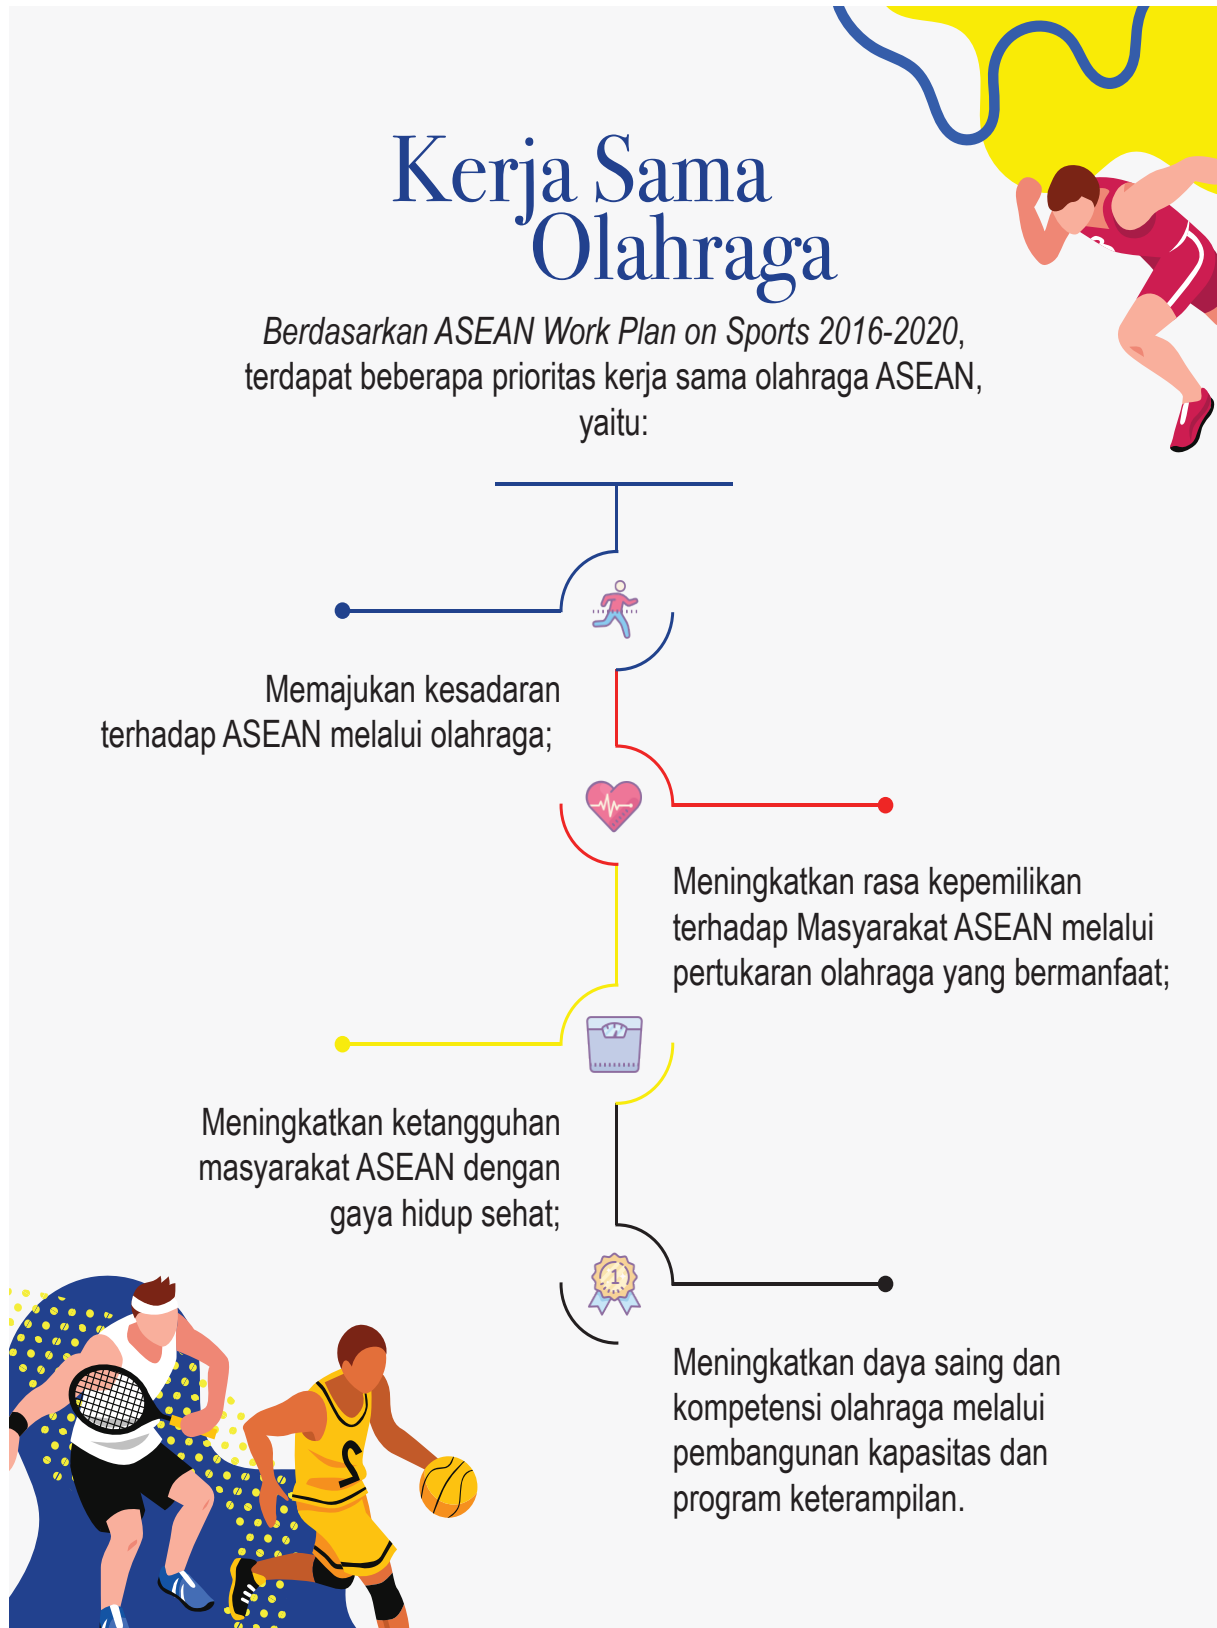 Kerja Sama
Olahraga
Berdasarkan ASEAN Work Plan on Sports 2016-2020,
terdapat beberapa prioritas kerja sama olahraga ASEAN,
yaitu:
Memajukan kesadaran
terhadap ASEAN melalui olahraga;
Meningkatkan rasa kepemilikan
terhadap Masyarakat ASEAN melalui
pertukaran olahraga yang bermanfaat;
Meningkatkan ketangguhan
masyarakat ASEAN dengan
gaya hidup sehat;
1
Meningkatkan daya saing dan
kompetensi olahraga melalui
pembangunan kapasitas dan
program keterampilan.
2